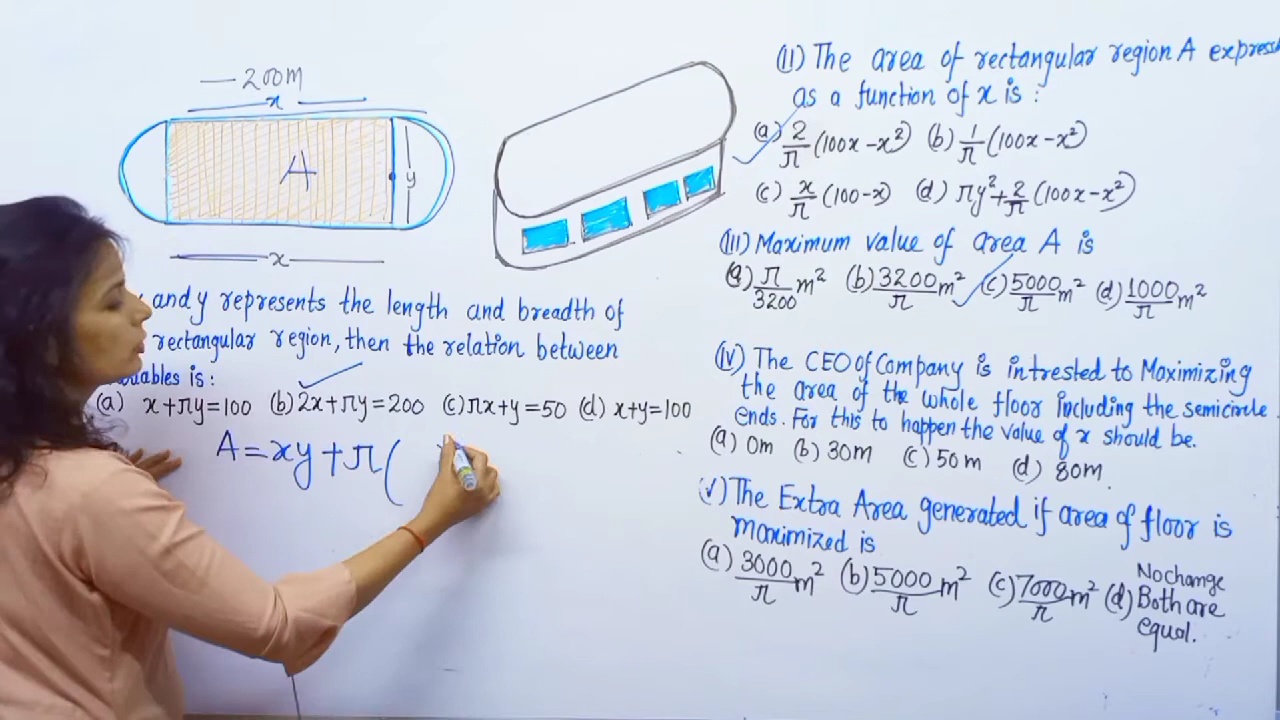 200M
x
A
y
x
and y represents the length and breadth of
rectangular region, then the relation between
is:
(a) x+πy=100 (b) 2x+πy=200 (c) πx+y=50 (d) x+y=100
A=xy+π(
(II) The area of rectangular region A express
as a function of x is:
(a) 2/π (100x-x²) (b) 1/π (100x-x²)
(c) x/π (100-x) (d) πy²+2/π (100x-x²)
(III) Maximum value of area A is
(a) π/3200 m² (b) 3200/π m² (c) 5000/π m² (d) 1000/π m²
(iv) The CEO of Company is intrested to Maximizing
the area of the whole floor including the semicircle
ends. For this to happen the value of x should be.
(a) 0m (b) 30m (c) 50m (d) 80m.
(v) The Extra Area generated if area of floor is
maximized is
(a) 3000/π m² (b) 5000/π m² (c) 7000/π m² (d) No change
Both are
equal.